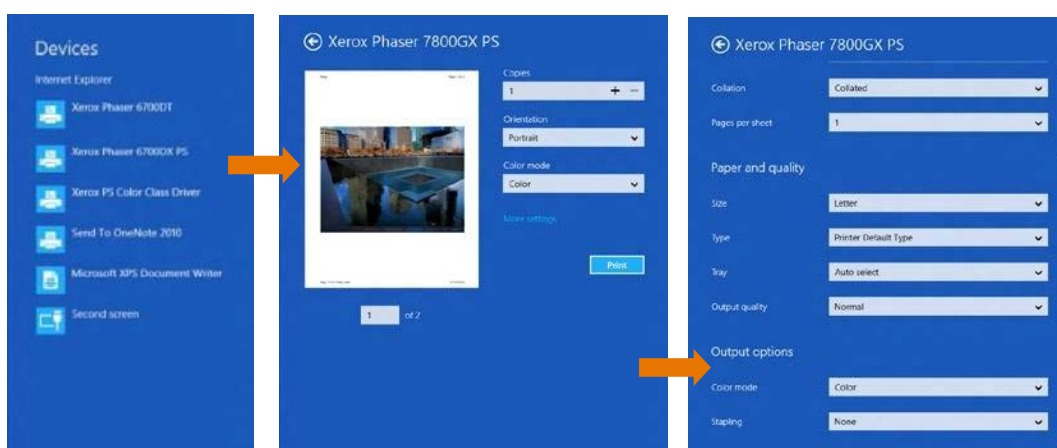 Devices
Internet Explorer
Xerox Phaser 6700DT
Xerox Phaser 6700DX PS
Xerox PS Color Class Driver
Send To OneNote 2010
Microsoft XPS Document Writer
Second screen
Xerox Phaser 7800GX PS
Copies
1
Orientation
Portrait
Color mode
Color
More settings
Print
1 of 2
Xerox Phaser 7800GX PS
Collation Collated
Pages per sheet 1
Paper and quality
Size Letter
Type Printer Default Type
Tray Auto select
Output quality Normal
Output options
Color mode Color
Stapling None